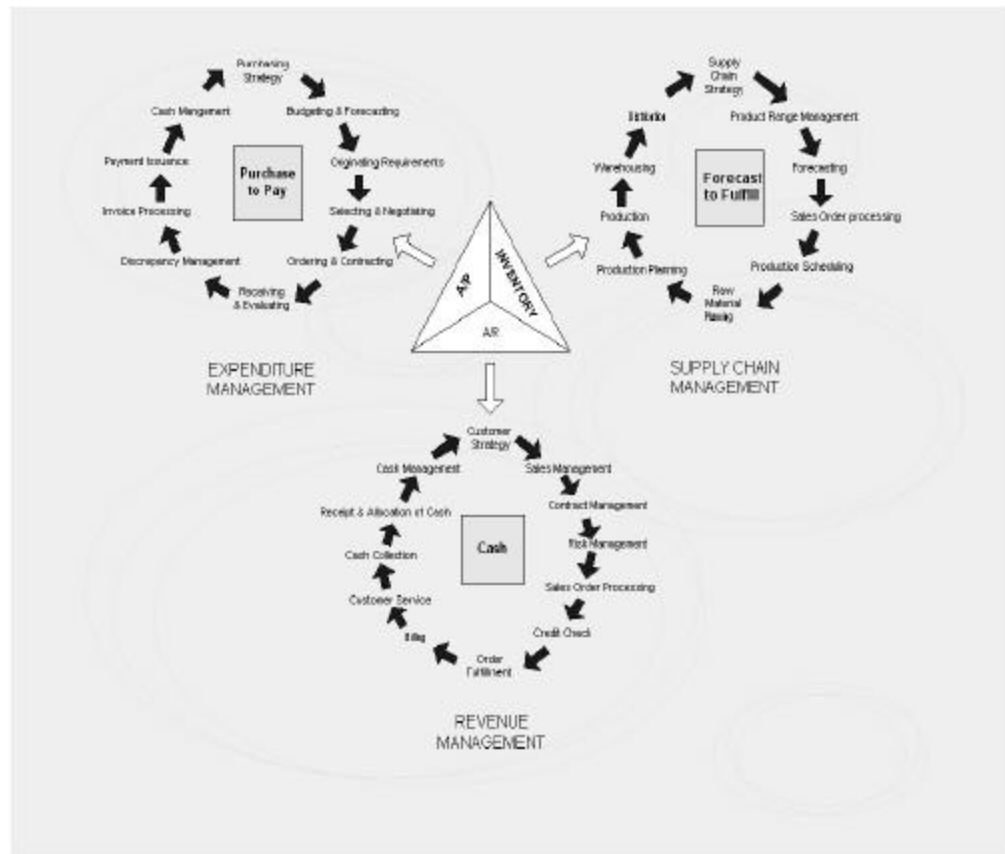 Purchasing
Strategy
Budgeting & Forecasting
Originating Requirements
Selecting & Negotiating
Ordering & Contracting
Receiving
& Evaluating
Discrepancy Management
Invoice Processing
Payment Issuance
Cash Mangement
Purchase
to Pay
EXPENDITURE
MANAGEMENT
A/P
INVENTORY
A/R
Supply
Chain
Strategy
Product Range Management
Forecasting
Sales Order processing
Production Scheduling
Raw
Material
Production Planning
Production
Warehousing
Forecast
to Fulfill
SUPPLY CHAIN
MANAGEMENT
Customer
Strategy
Sales Management
Contract Management
Risk Management
Sales Order Processing
Credit Check
Order
Fulfillment
Billing
Customer Service
Cash Collection
Receipt & Allocation of Cash
Cash Management
Cash
REVENUE
MANAGEMENT